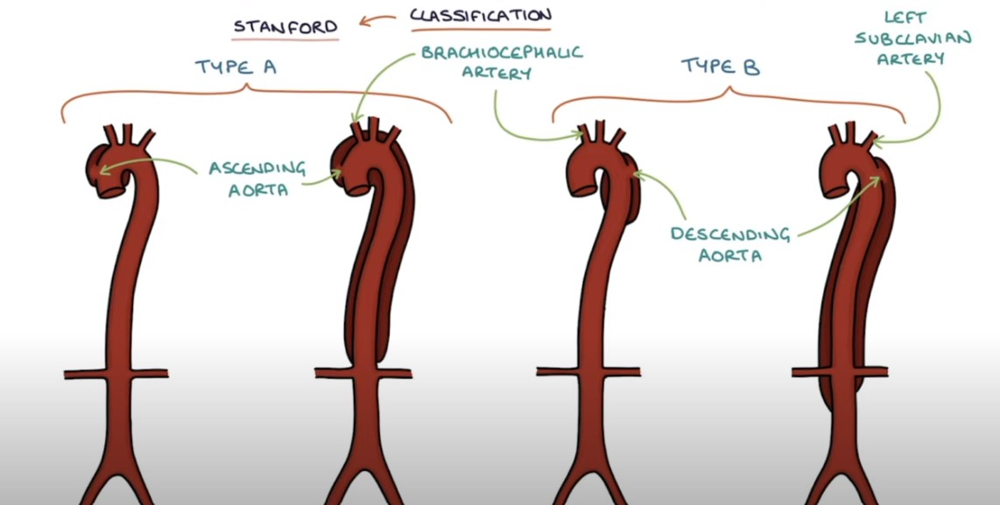 CLASSIFICATION
STANFORD
TYPE A
BRACHIOCEPHALIC
ARTERY
TYPE B
LEFT
SUBCLAVIAN
ARTERY
ASCENDING
AORTA
DESCENDING
AORTA